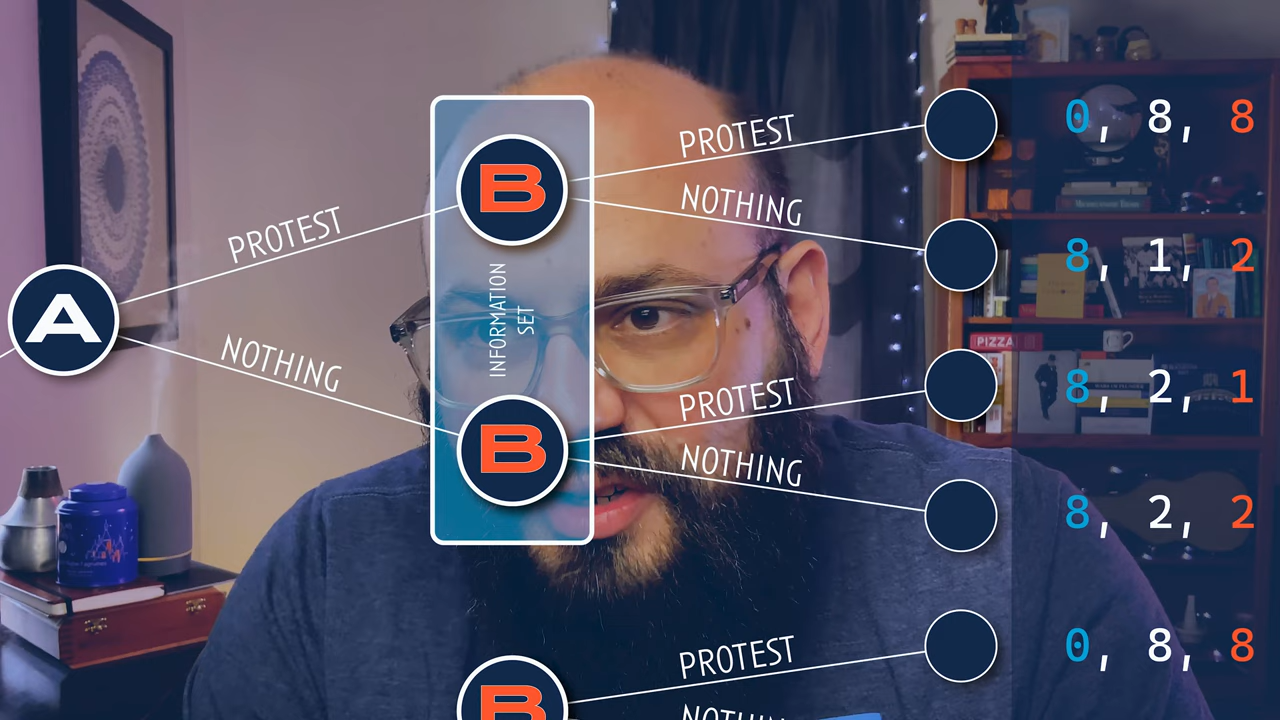 PROTEST
0, 8, 8
B
NOTHING
8, 1, 2
PROTEST
A
INFORMATION
SET
NOTHING
PIZZA
PROTEST
8, 2, 1
B
NOTHING
8, 2, 2
PROTEST
0, 8, 8
B